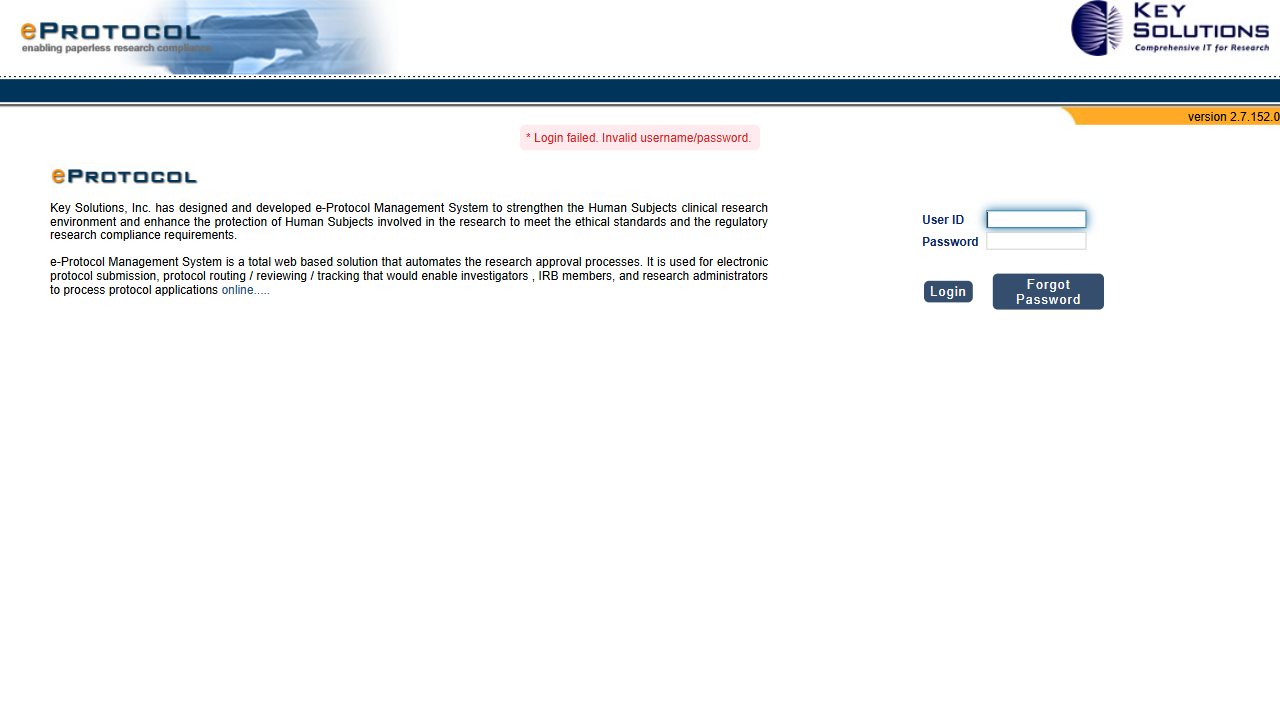 ePROTOCOL
enabling paperless research compliance
KEY
SOLUTIONS
Comprehensive IT for Research
version 2.7.152.0
* Login failed. Invalid username/password.
ePROTOCOL
Key Solutions, Inc. has designed and developed e-Protocol Management System to strengthen the Human Subjects clinical research
environment and enhance the protection of Human Subjects involved in the research to meet the ethical standards and the regulatory
research compliance requirements.
e-Protocol Management System is a total web based solution that automates the research approval processes. It is used for electronic
protocol submission, protocol routing / reviewing / tracking that would enable investigators , IRB members, and research administrators
to process protocol applications online.....
User ID
Password
Login
Forgot
Password